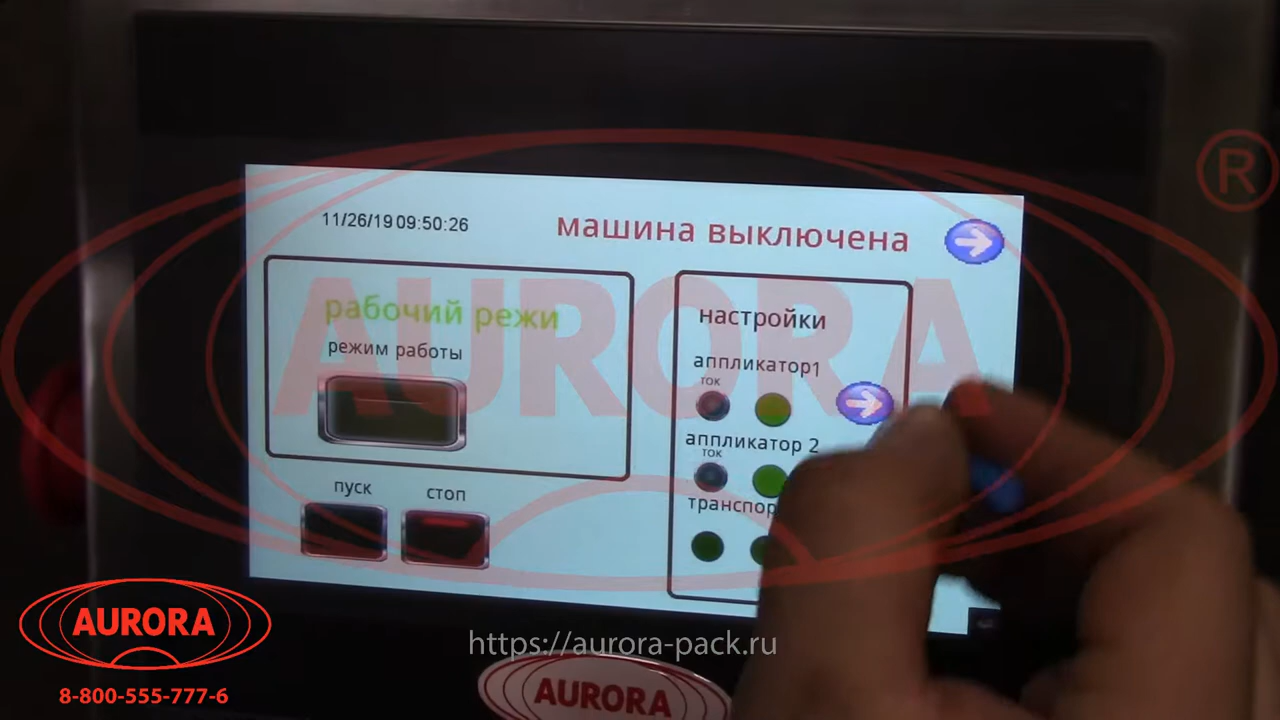 11/26/19 09:50:26
машина выключена
рабочий режи
режим работы
пуск
стоп
настройки
аппликатор1
ток
аппликатор 2
ток
транспор
AURORA
®
AURORA
8-800-555-777-6
https://aurora-pack.ru
AURORA